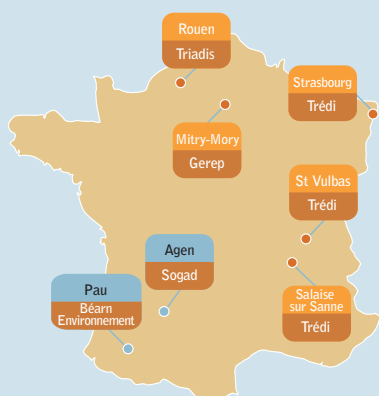 Rouen
Triadis
Strasbourg
Trédi
Mitry-Mory
Gerep
St Vulbas
Trédi
Agen
Sogad
Pau
Béarn
Environnement
Salaise
sur Sanne
Trédi